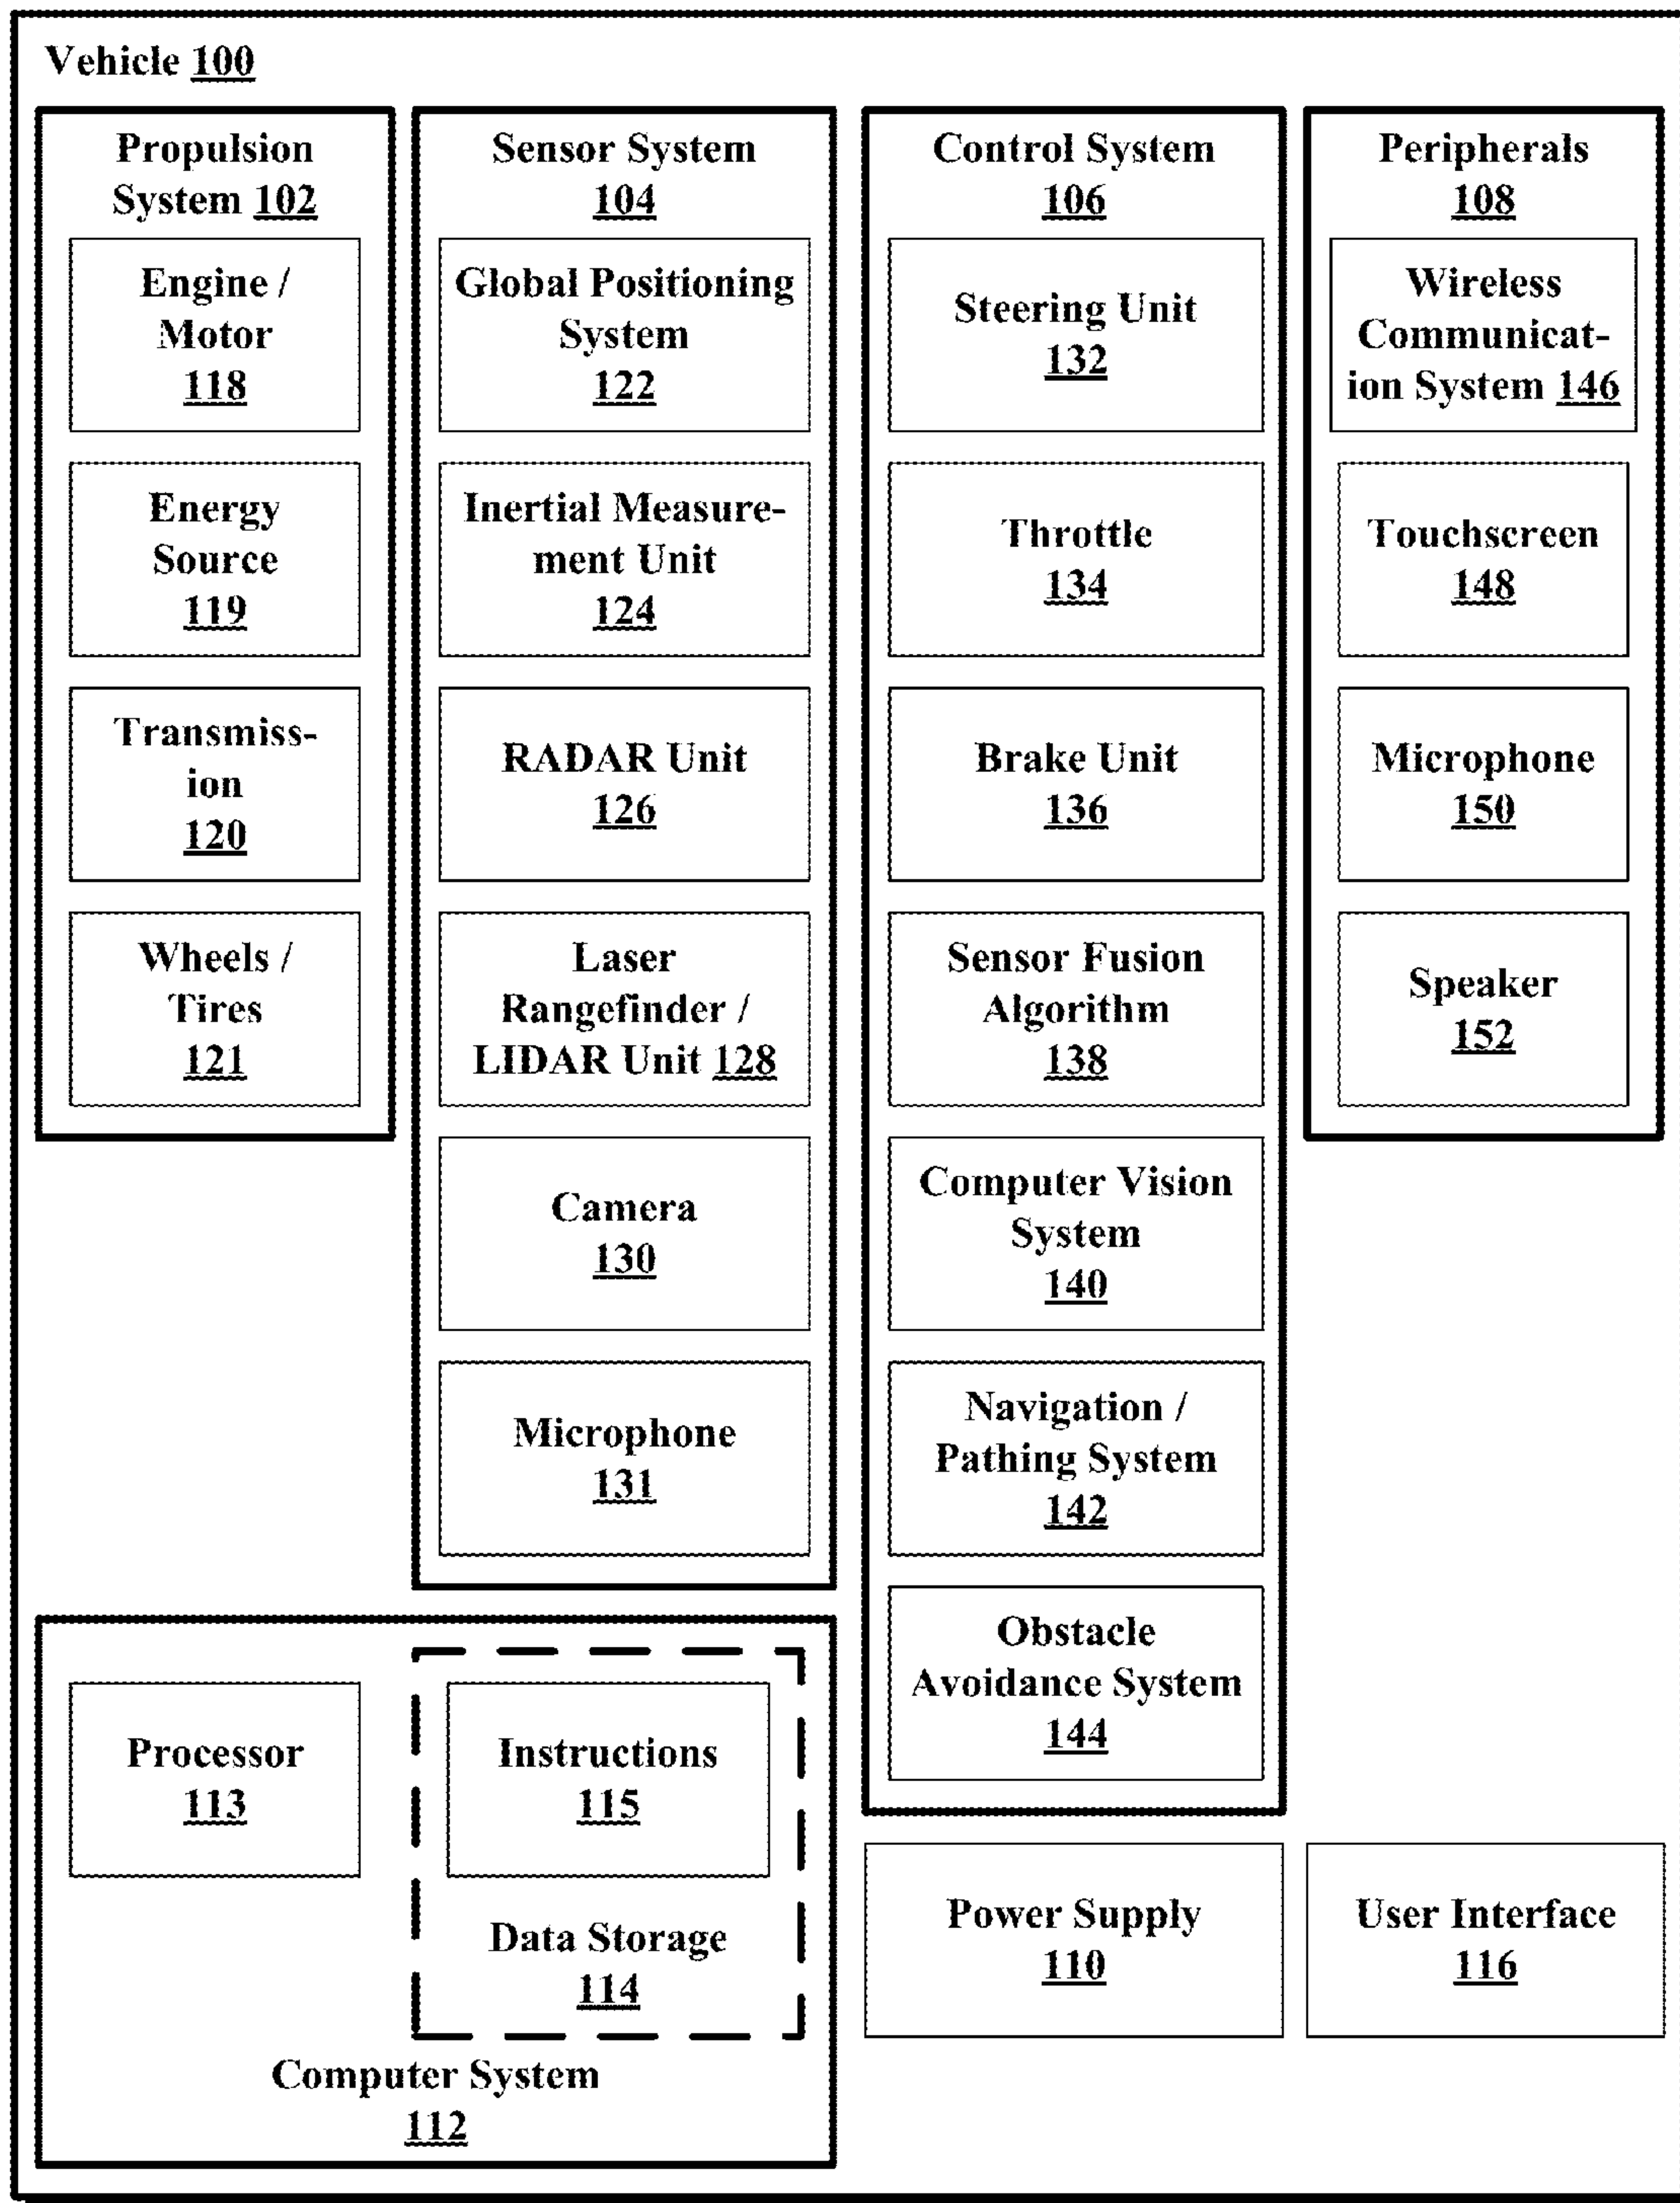 Vehicle 100
Propulsion
System 102
Engine /
Motor
118
Energy
Source
119
Transmiss-
ion
120
Wheels /
Tires
121
Sensor System
104
Global Positioning
System
122
Inertial Measure-
ment Unit
124
RADAR Unit
126
Laser
Rangefinder /
LIDAR Unit 128
Camera
130
Microphone
131
Control System
106
Steering Unit
132
Throttle
134
Brake Unit
136
Sensor Fusion
Algorithm
138
Computer Vision
System
140
Navigation /
Pathing System
142
Obstacle
Avoidance System
144
Peripherals
108
Wireless
Communicat-
ion System 146
Touchscreen
148
Microphone
150
Speaker
152
Processor
113
Instructions
115
Data Storage
114
Computer System
112
Power Supply
110
User Interface
116